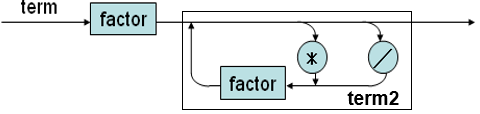 term
factor
*
/
factor
term2